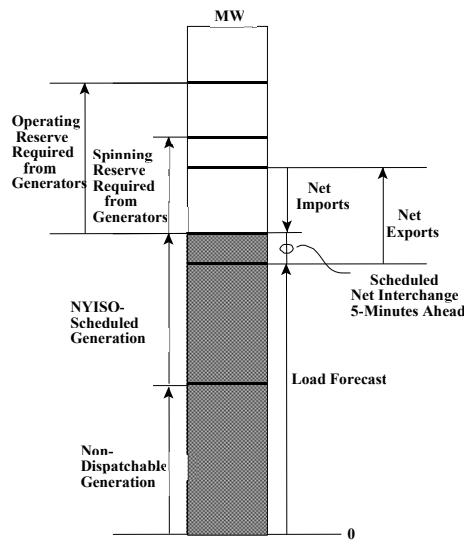 MW
Operating
Reserve
Required
from
Generators
Spinning
Reserve
Required
from
Generators
Net
Imports
Net
Exports
Scheduled
Net Interchange
5-Minutes Ahead
NYISO-
Scheduled
Generation
Load Forecast
Non-
Dispatchable
Generation
0